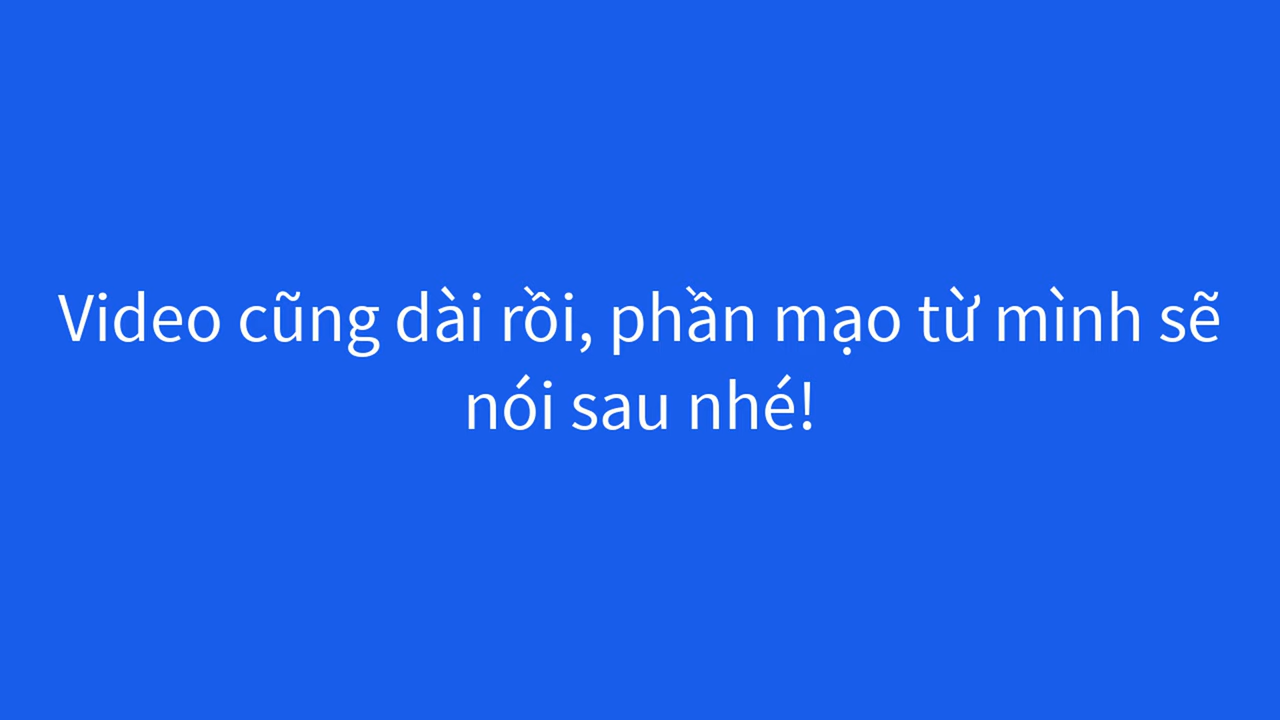 Video cũng dài rồi, phần mạo từ mình sẽ
nói sau nhé!